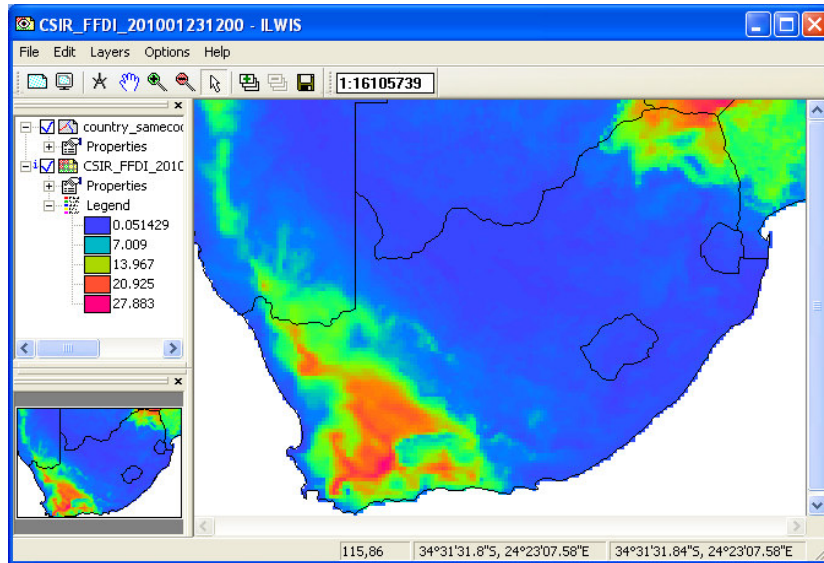 CSIR_FFDI_201001231200 - ILWIS
File Edit Layers Options Help
1:16105739
country_samecoo
Properties
CSIR_FFDI_2010
Properties
Legend
0.051429
7.009
13.967
20.925
27.883
115,86 34°31'31.8"S, 24°23'07.58"E 34°31'31.84"S, 24°23'07.58"E